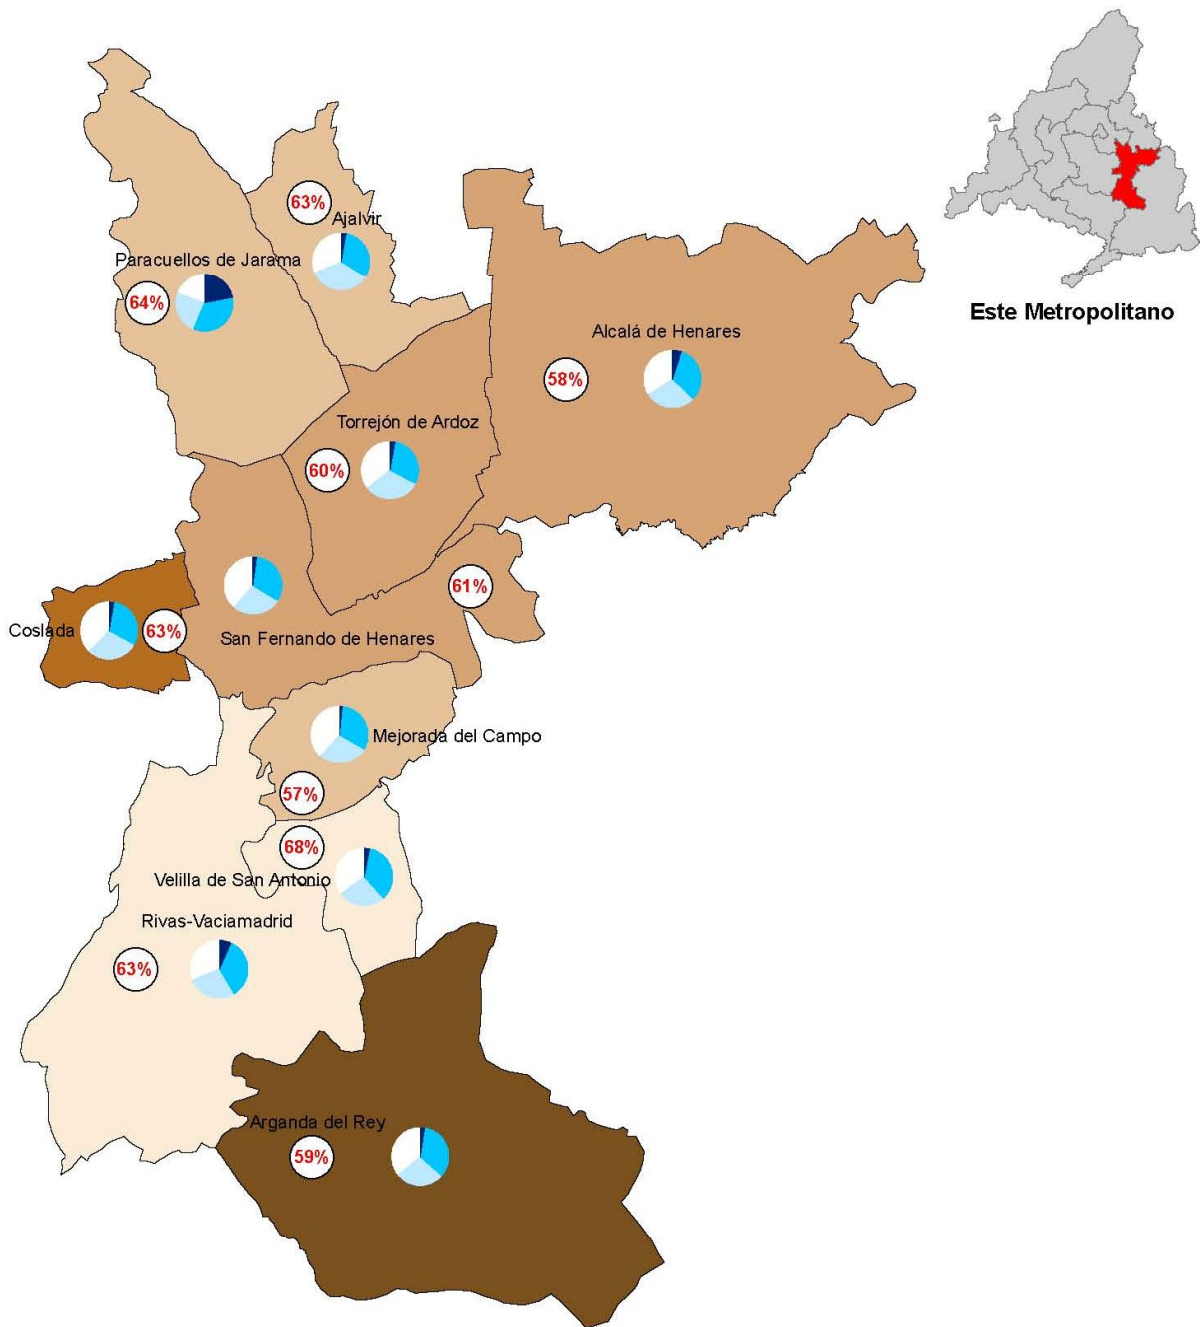 63%
Ajalvir
Paracuellos de Jarama
64%
Este Metropolitano
Alcalá de Henares
58%
Torrejón de Ardoz
60%
61%
Coslada
63%
San Fernando de Henares
Mejorada del Campo
57%
68%
Velilla de San Antonio
Rivas-Vaciamadrid
63%
Arganda del Rey
59%